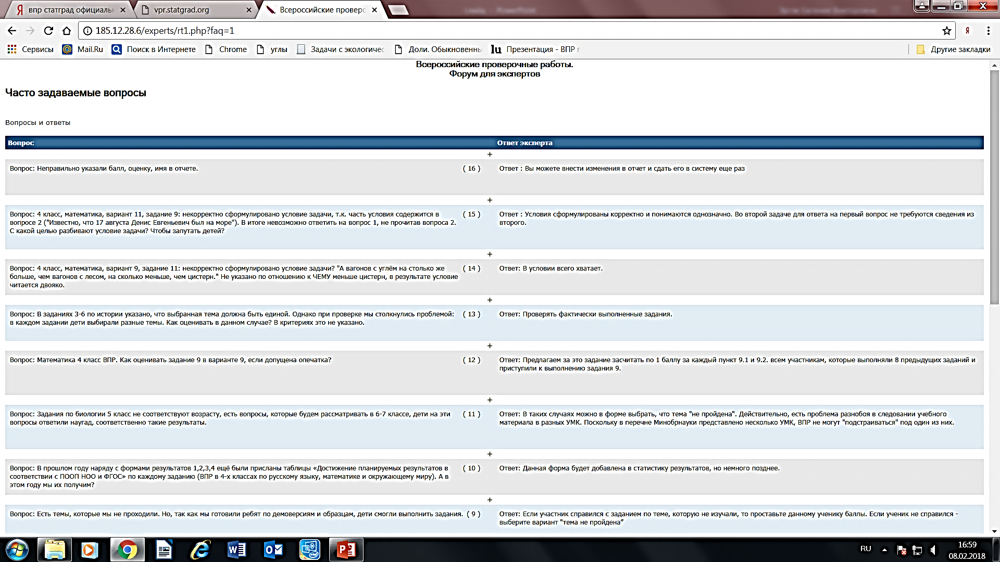 впр статград официальн
vpr.statgrad.org
Всероссийские проверо
185.12.28.6/experts/rt1.php?faq=1
Сервисы
Mail.Ru
Поиск в Интернете
Chrome
углы
Задачи с экологичес
Доли. Обыкновенны
Презентация - ВПР г
Другие закладки
Всероссийские проверочные работы.
Форум для экспертов
Часто задаваемые вопросы
Вопросы и ответы
Вопрос Ответ эксперта
+
Вопрос: Неправильно указали балл, оценку, имя в отчете. ( 16 ) Ответ : Вы можете внести изменения в отчет и сдать его в систему еще раз
+
Вопрос: 4 класс, математика, вариант 11, задание 9: некорректно сформулировано условие задачи, т.к. часть условия содержится в ( 15 ) Ответ : Условия сформулированы корректно и понимаются однозначно. Во второй задаче для ответа на первый вопрос не требуются сведения из
вопросе 2 ("Известно, что 17 августа Денис Евгеньевич был на море"). В итоге невозможно ответить на вопрос 1, не прочитав вопроса 2. второго.
С какой целью разбивают условие задачи? Чтобы запутать детей?
+
Вопрос: 4 класс, математика, вариант 9, задание 11: некорректно сформулировано условие задачи? "А вагонов с углём на столько же ( 14 ) Ответ: В условии всего хватает.
больше, чем вагонов с лесом, на сколько меньше, чем цистерн." Не указано по отношению к ЧЕМУ меньше цистерн, в результате условие
читается двояко.
+
Вопрос: В заданиях 3-6 по истории указано, что выбранная тема должна быть единой. Однако при проверке мы столкнулись проблемой: ( 13 ) Ответ: Проверять фактически выполненные задания.
в каждом задании дети выбирали разные темы. Как оценивать в данном случае? В критериях это не указано.
+
Вопрос: Математика 4 класс ВПР. Как оценивать задание 9 в варианте 9, если допущена опечатка? ( 12 ) Ответ: Предлагаем за это задание засчитать по 1 баллу за каждый пункт 9.1 и 9.2. всем участникам, которые выполняли 8 предыдущих заданий и
приступили к выполнению задания 9.
+
Вопрос: Задания по биологии 5 класс не соответствуют возрасту, есть вопросы, которые будем рассматривать в 6-7 классе, дети на эти ( 11 ) Ответ: В таких случаях можно в форме выбрать, что тема "не пройдена". Действительно, есть проблема разнобоя в следовании учебного
вопросы ответили наугад, соответственно такие результаты. материала в разных УМК. Поскольку в перечне Минобрнауки представлено несколько УМК, ВПР не могут "подстраиваться" под один из них.
+
Вопрос: В прошлом году наряду с формами результатов 1,2,3,4 ещё были присланы таблицы «Достижение планируемых результатов в ( 10 ) Ответ: Данная форма будет добавлена в статистику результатов, но немного позднее.
соответствии с ПООП НОО и ФГОС» по каждому заданию (ВПР в 4-х классах по русскому языку, математике и окружающему миру). А в
этом году мы их получим?
+
Вопрос: Есть темы, которые мы не проходили. Но, так как мы готовили ребят по демоверсиям и образцам, дети смогли выполнить задания. ( 9 ) Ответ: Если участник справился с заданием по теме, которую не изучали, то проставьте данному ученику баллы. Если ученик не справился -
выберите вариант "тема не пройдена”
RU
16:59
08.02.2018